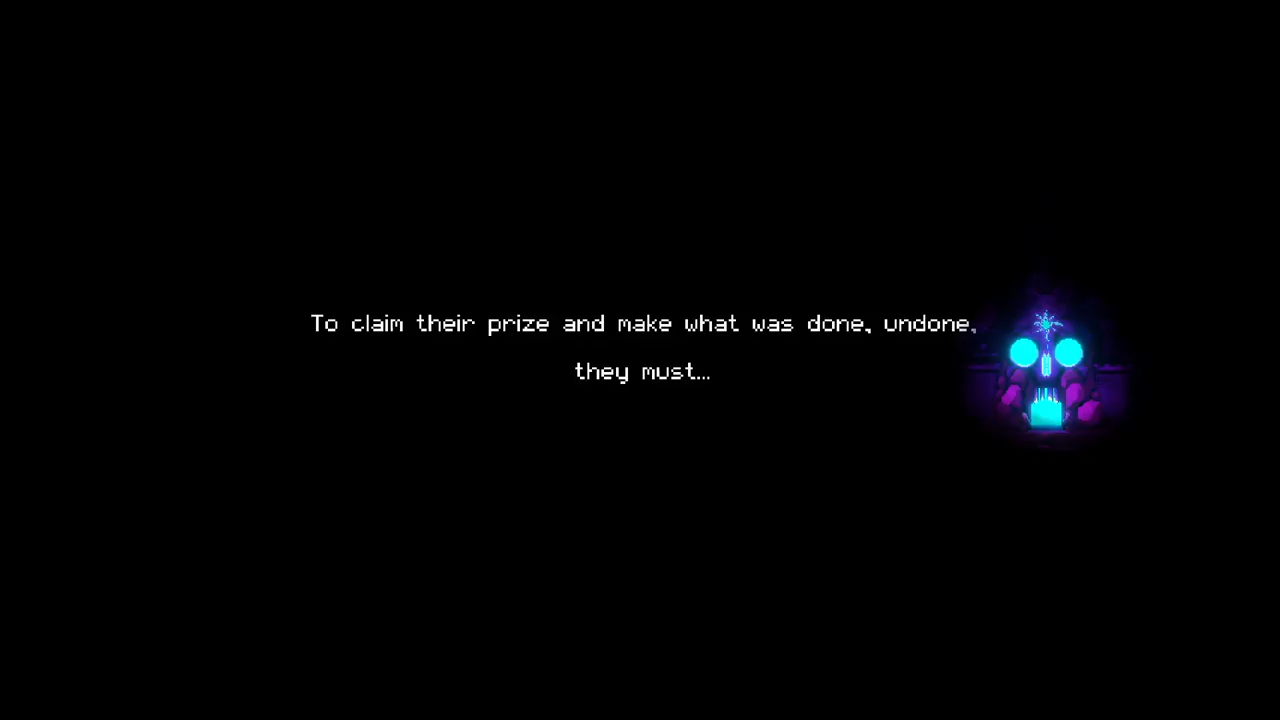 To claim their prize and make what was done, undone,
they must...